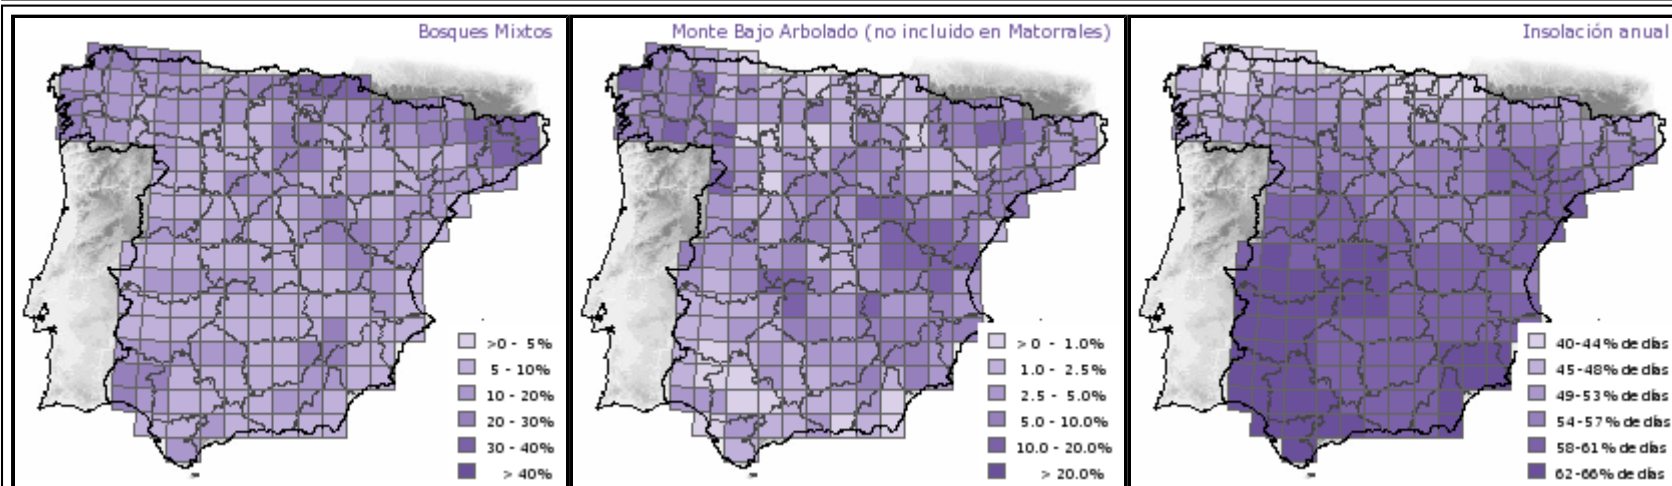 Bosques Mixtos
>0 - 5%
5 - 10%
10 - 20%
20 - 30%
30 - 40%
> 40%
Monte Bajo Arbolado (no incluido en Matorrales)
>0 - 1.0%
1.0 - 2.5%
2.5 - 5.0%
5.0 - 10.0%
10.0 - 20.0%
> 20.0%
Insolación anual
40-44% de días
45-48% de días
49-53% de días
54-57% de días
58-61% de días
62-66% de días